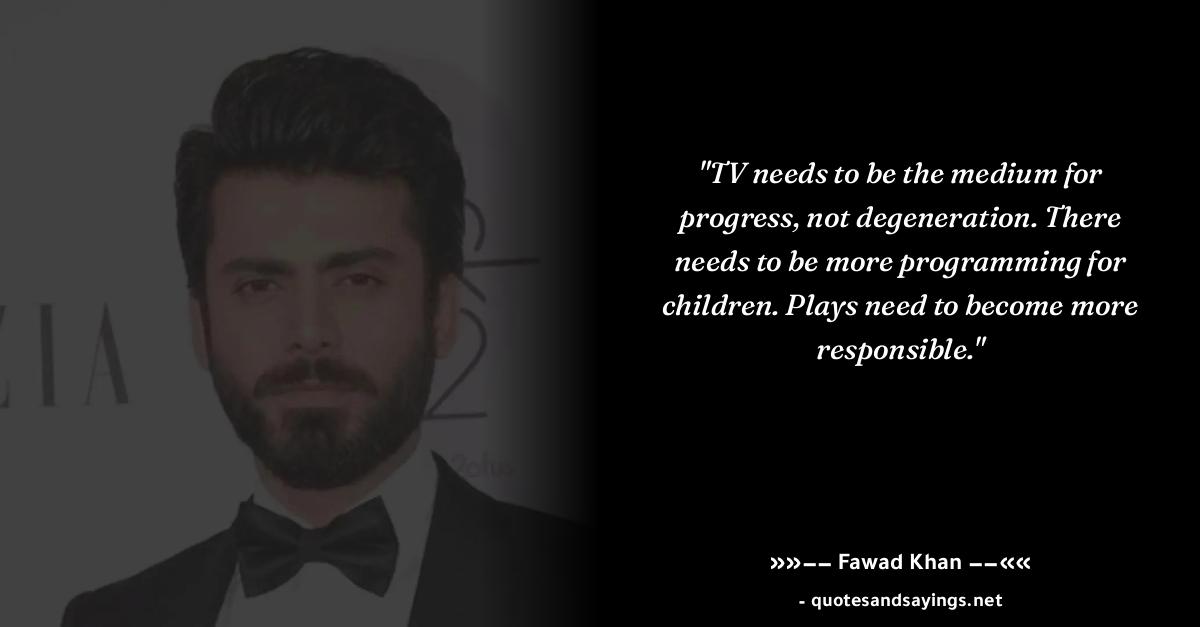 "TV needs to be the medium for
progress, not degeneration. There
needs to be more programming for
children. Plays need to become more
responsible."
»»−− Fawad Khan −−««
- quotesandsayings.net
ZIA